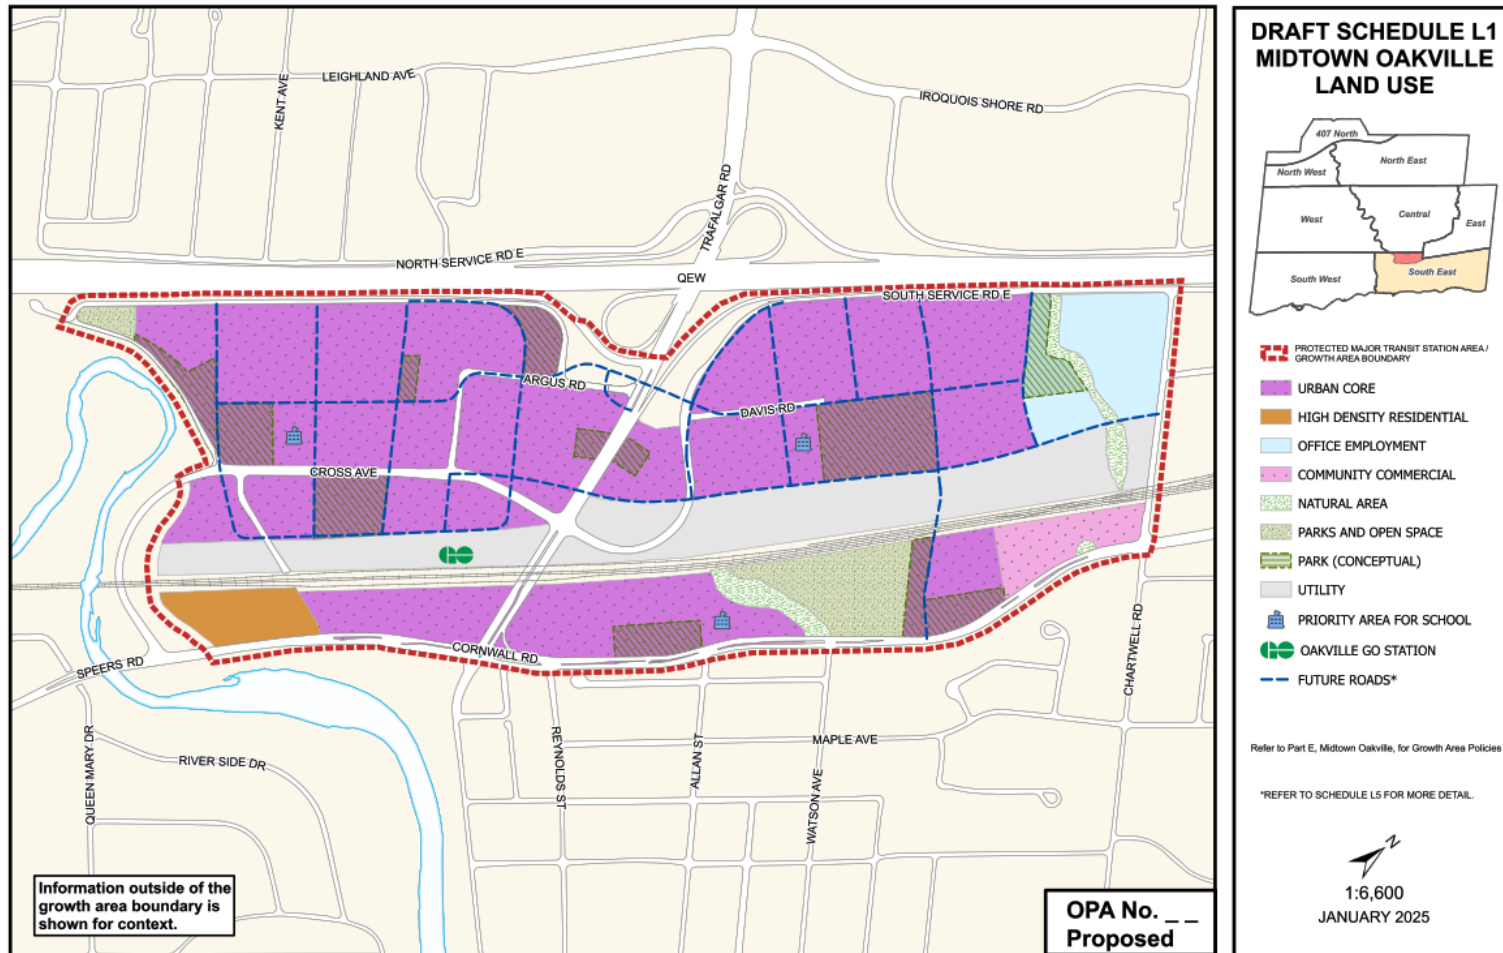 DRAFT SCHEDULE L1
MIDTOWN OAKVILLE
LAND USE
407 North
North West
North East
West
Central
East
South West
South East
PROTECTED MAJOR TRANSIT STATION AREA /
GROWTH AREA BOUNDARY
URBAN CORE
HIGH DENSITY RESIDENTIAL
OFFICE EMPLOYMENT
COMMUNITY COMMERCIAL
NATURAL AREA
PARKS AND OPEN SPACE
PARK (CONCEPTUAL)
UTILITY
PRIORITY AREA FOR SCHOOL
OAKVILLE GO STATION
FUTURE ROADS*
Refer to Part E, Midtown Oakville, for Growth Area Policies
*REFER TO SCHEDULE L5 FOR MORE DETAIL.
N
1:6,600
JANUARY 2025
LEIGHLAND AVE
KENT AVE
IROQUOIS SHORE RD
TRAFALGAR RD
NORTH SERVICE RD E
QEW
SOUTH SERVICE RD E
ARGUS RD
DAVIS RD
CROSS AVE
CORNWALL RD
SPEERS RD
CHARTWELL RD
QUEEN MARY DR
RIVER SIDE DR
REYNOLDS ST
ALLAN ST
MAPLE AVE
WATSON AVE
Information outside of the
growth area boundary is
shown for context.
OPA No. _ _
Proposed